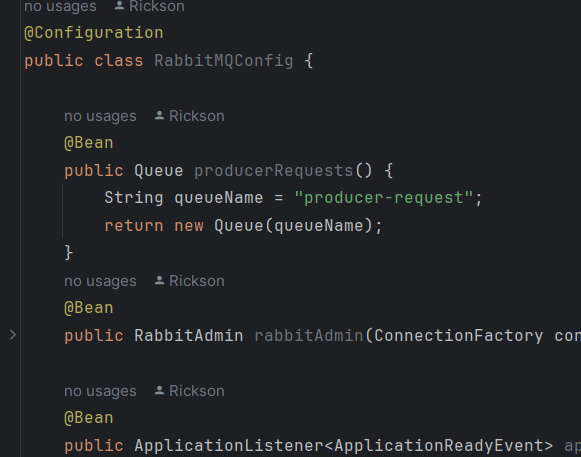 no usages Rickson
@Configuration
public class RabbitMQConfig {
no usages Rickson
@Bean
public Queue producerRequests() {
String queueName = "producer-request";
return new Queue(queueName);
}
no usages Rickson
@Bean
public RabbitAdmin rabbitAdmin(ConnectionFactory con
no usages Rickson
@Bean
public ApplicationListener<ApplicationReadyEvent> ap